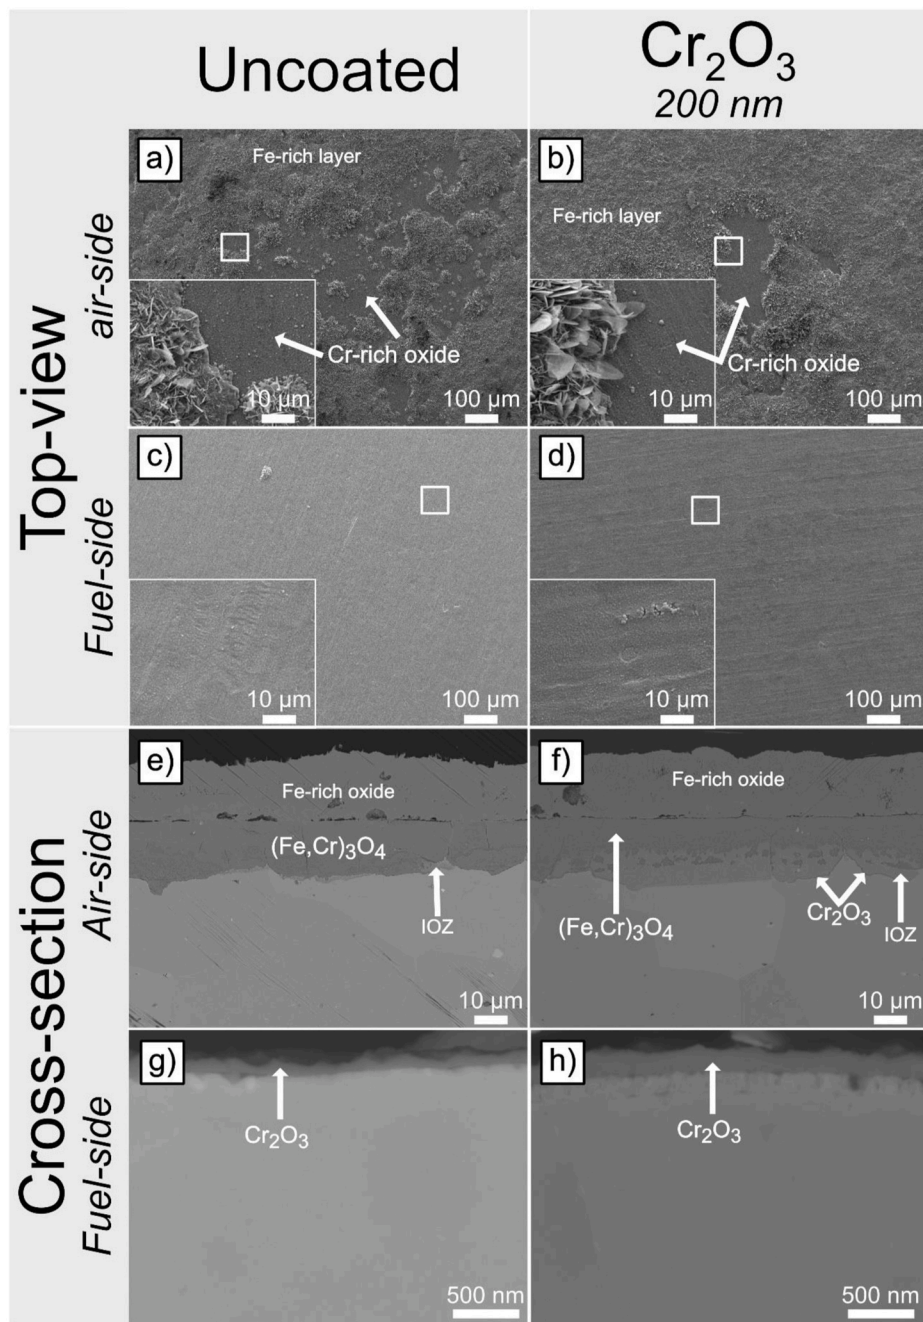 Uncoated
Cr₂O₃
200 nm
Top-view
air-side
a)
Fe-rich layer
Cr-rich oxide
10 µm
100 µm
b)
Fe-rich layer
Cr-rich oxide
10 µm
100 µm
Fuel-side
c)
10 µm
100 µm
d)
10 µm
100 µm
Cross-section
Air-side
e)
Fe-rich oxide
(Fe,Cr)₃O₄
IOZ
10 µm
f)
Fe-rich oxide
(Fe,Cr)₃O₄
Cr₂O₃
IOZ
10 µm
Fuel-side
g)
Cr₂O₃
500 nm
h)
Cr₂O₃
500 nm